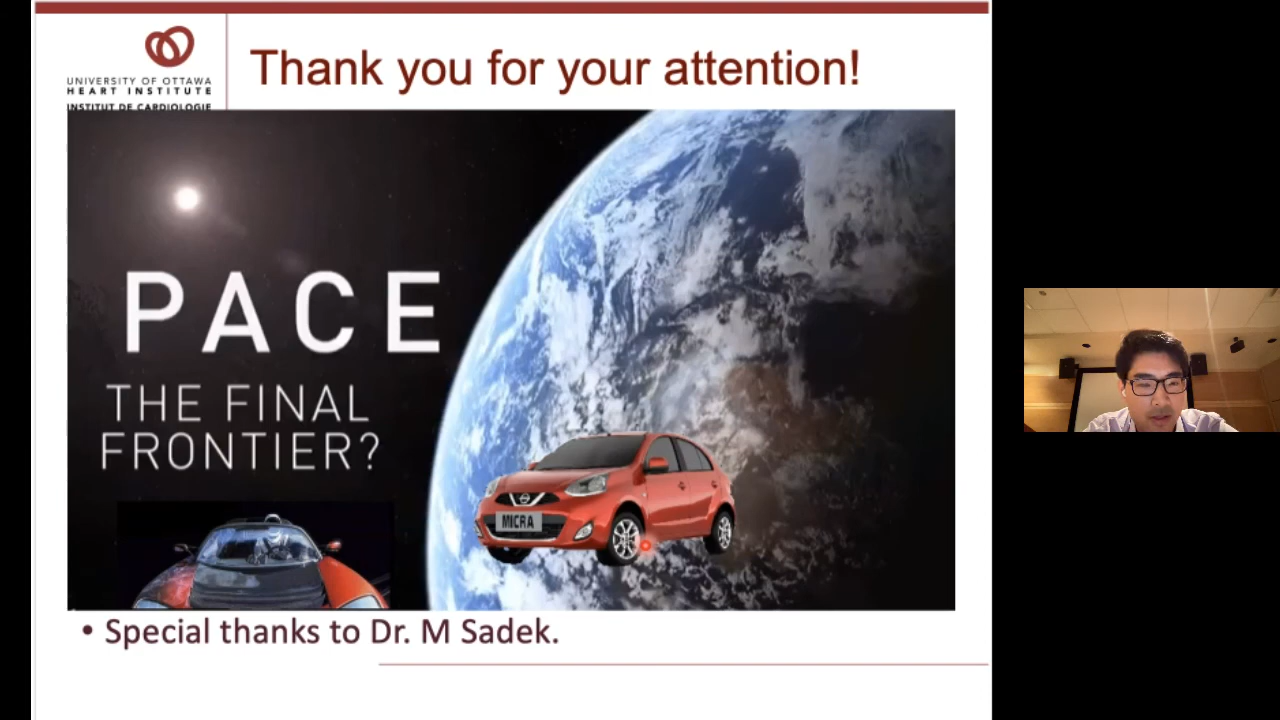 Thank you for your attention!
UNIVERSITY OF OTTAWA
HEART INSTITUTE
INSTITUT DE CARDIOLOGIE
PACE
THE FINAL
FRONTIER?
MICRA
• Special thanks to Dr. M Sadek.